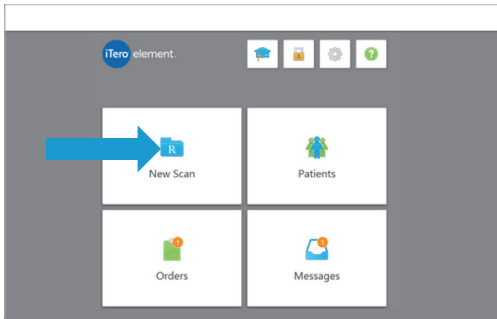 iTero element.
?
R
New Scan
Patients
1
1
Orders
Messages